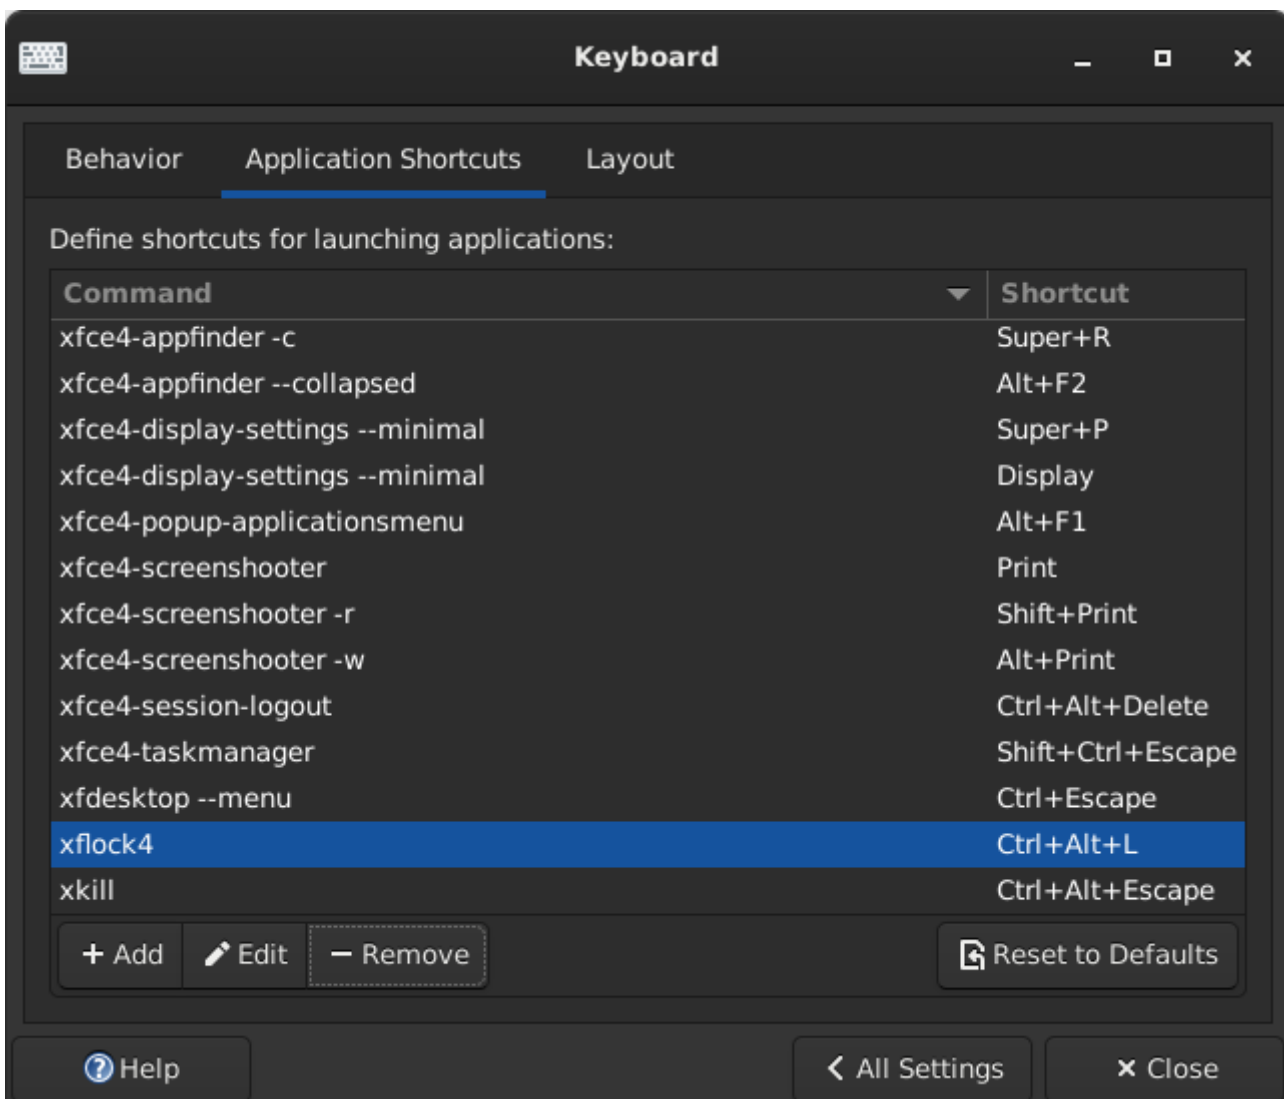 Keyboard
Behavior Application Shortcuts Layout
Define shortcuts for launching applications:
Command Shortcut
xfce4-appfinder -c Super+R
xfce4-appfinder --collapsed Alt+F2
xfce4-display-settings --minimal Super+P
xfce4-display-settings --minimal Display
xfce4-popup-applicationsmenu Alt+F1
xfce4-screenshooter Print
xfce4-screenshooter -r Shift+Print
xfce4-screenshooter -w Alt+Print
xfce4-session-logout Ctrl+Alt+Delete
xfce4-taskmanager Shift+Ctrl+Escape
xfdesktop --menu Ctrl+Escape
xflock4 Ctrl+Alt+L
xkill Ctrl+Alt+Escape
Add Edit Remove Reset to Defaults
Help All Settings Close